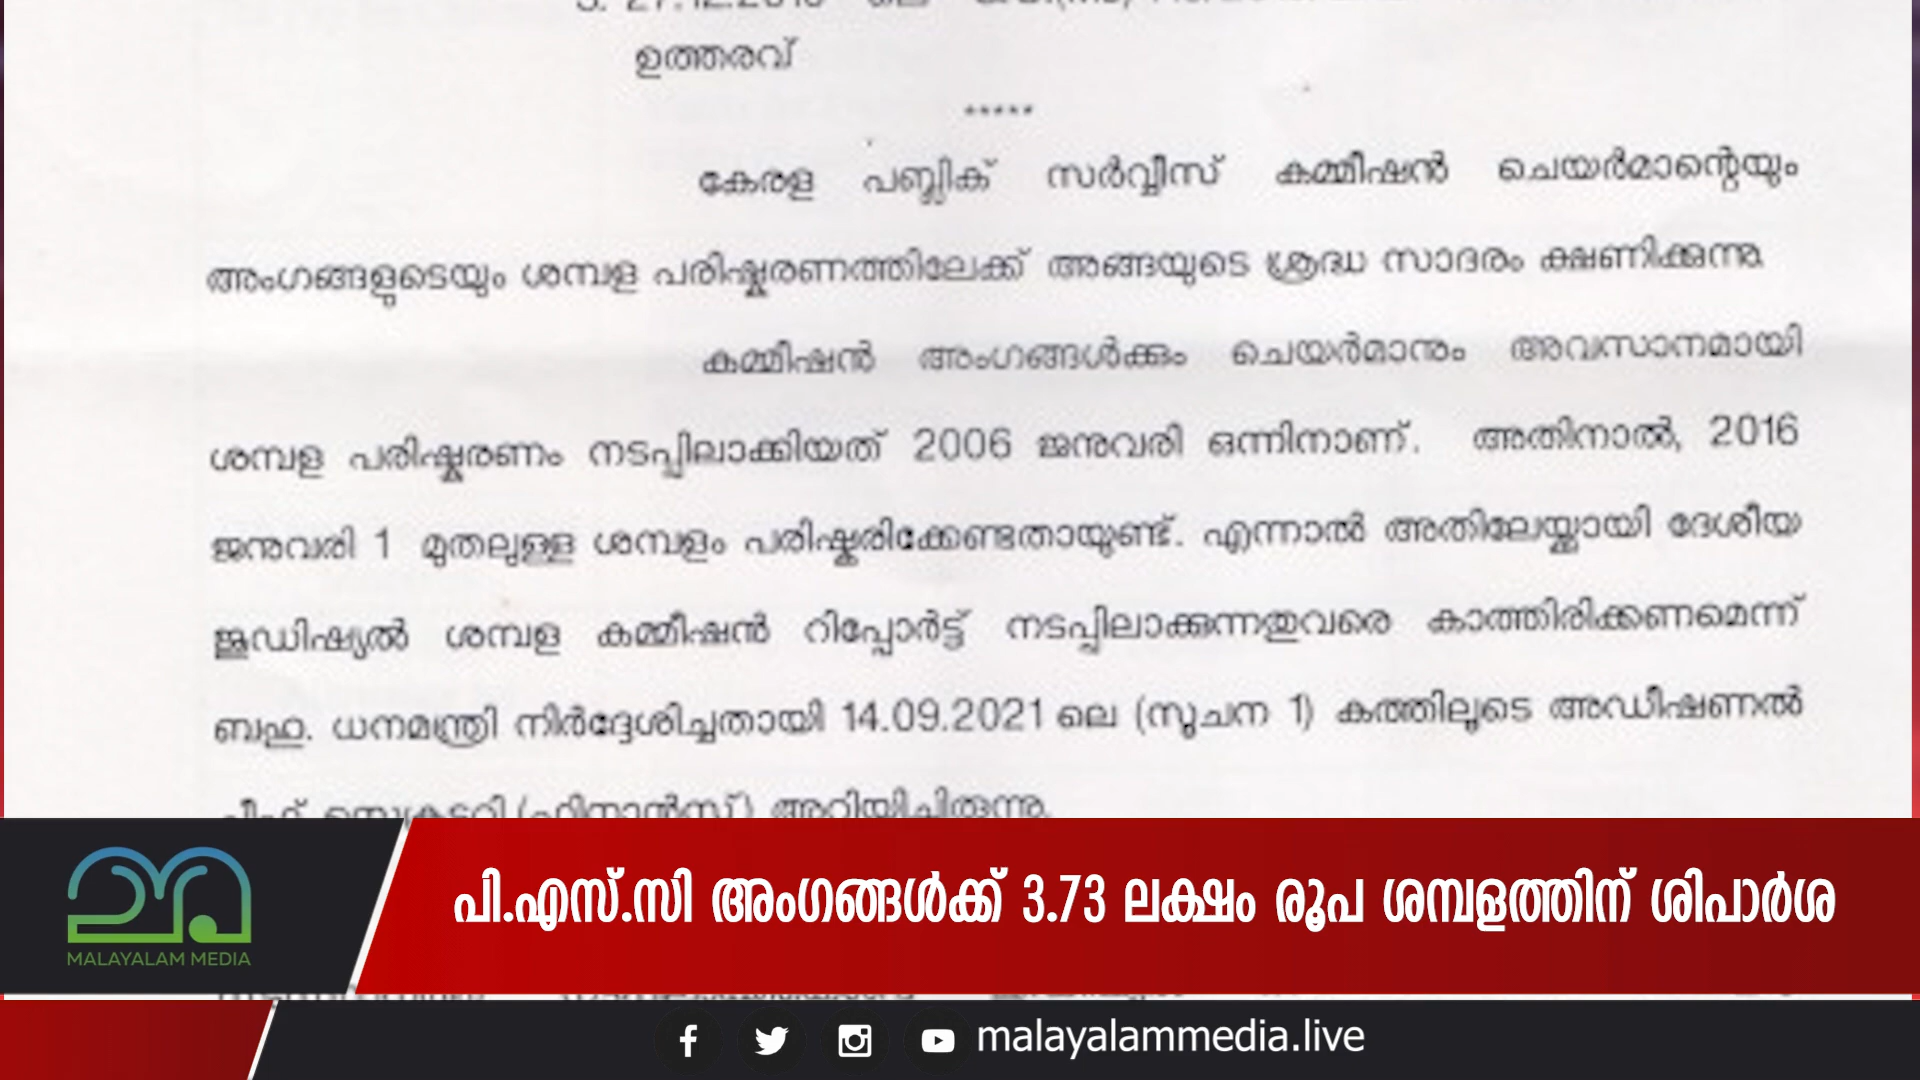 ഉത്തരവ്
*****
കേരള പബ്ലിക് സർവ്വീസ് കമ്മീഷൻ ചെയർമാന്റെയും
അംഗങ്ങളുടെയും ശമ്പള പരിഷ്കരണത്തിലേക്ക് അങ്ങയുടെ ശ്രദ്ധ സാദരം ക്ഷണിക്കുന്നു.
കമ്മീഷൻ അംഗങ്ങൾക്കും ചെയർമാനും അവസാനമായി
ശമ്പള പരിഷ്കരണം നടപ്പിലാക്കിയത് 2006 ജനുവരി ഒന്നിനാണ്. അതിനാൽ, 2016
ജനുവരി 1 മുതലുള്ള ശമ്പളം പരിഷ്കരിക്കേണ്ടതായുണ്ട്. എന്നാൽ അതിലേയ്ക്കായി ദേശീയ
ജുഡിഷ്യൽ ശമ്പള കമ്മീഷൻ റിപ്പോർട്ട് നടപ്പിലാക്കുന്നതുവരെ കാത്തിരിക്കണമെന്ന്
ബഹു. ധനമന്ത്രി നിർദ്ദേശിച്ചതായി 14.09.2021 ലെ (സൂചന 1) കത്തിലൂടെ അഡീഷണൽ
ചീഫ് സെക്രട്ടറി (ഫിനാൻസ്) അറിയിച്ചിരുന്നു.
പി.എസ്.സി അംഗങ്ങൾക്ക് 3.73 ലക്ഷം രൂപ ശമ്പളത്തിന് ശിപാർശ
MALAYALAM MEDIA
malayalammedia.live